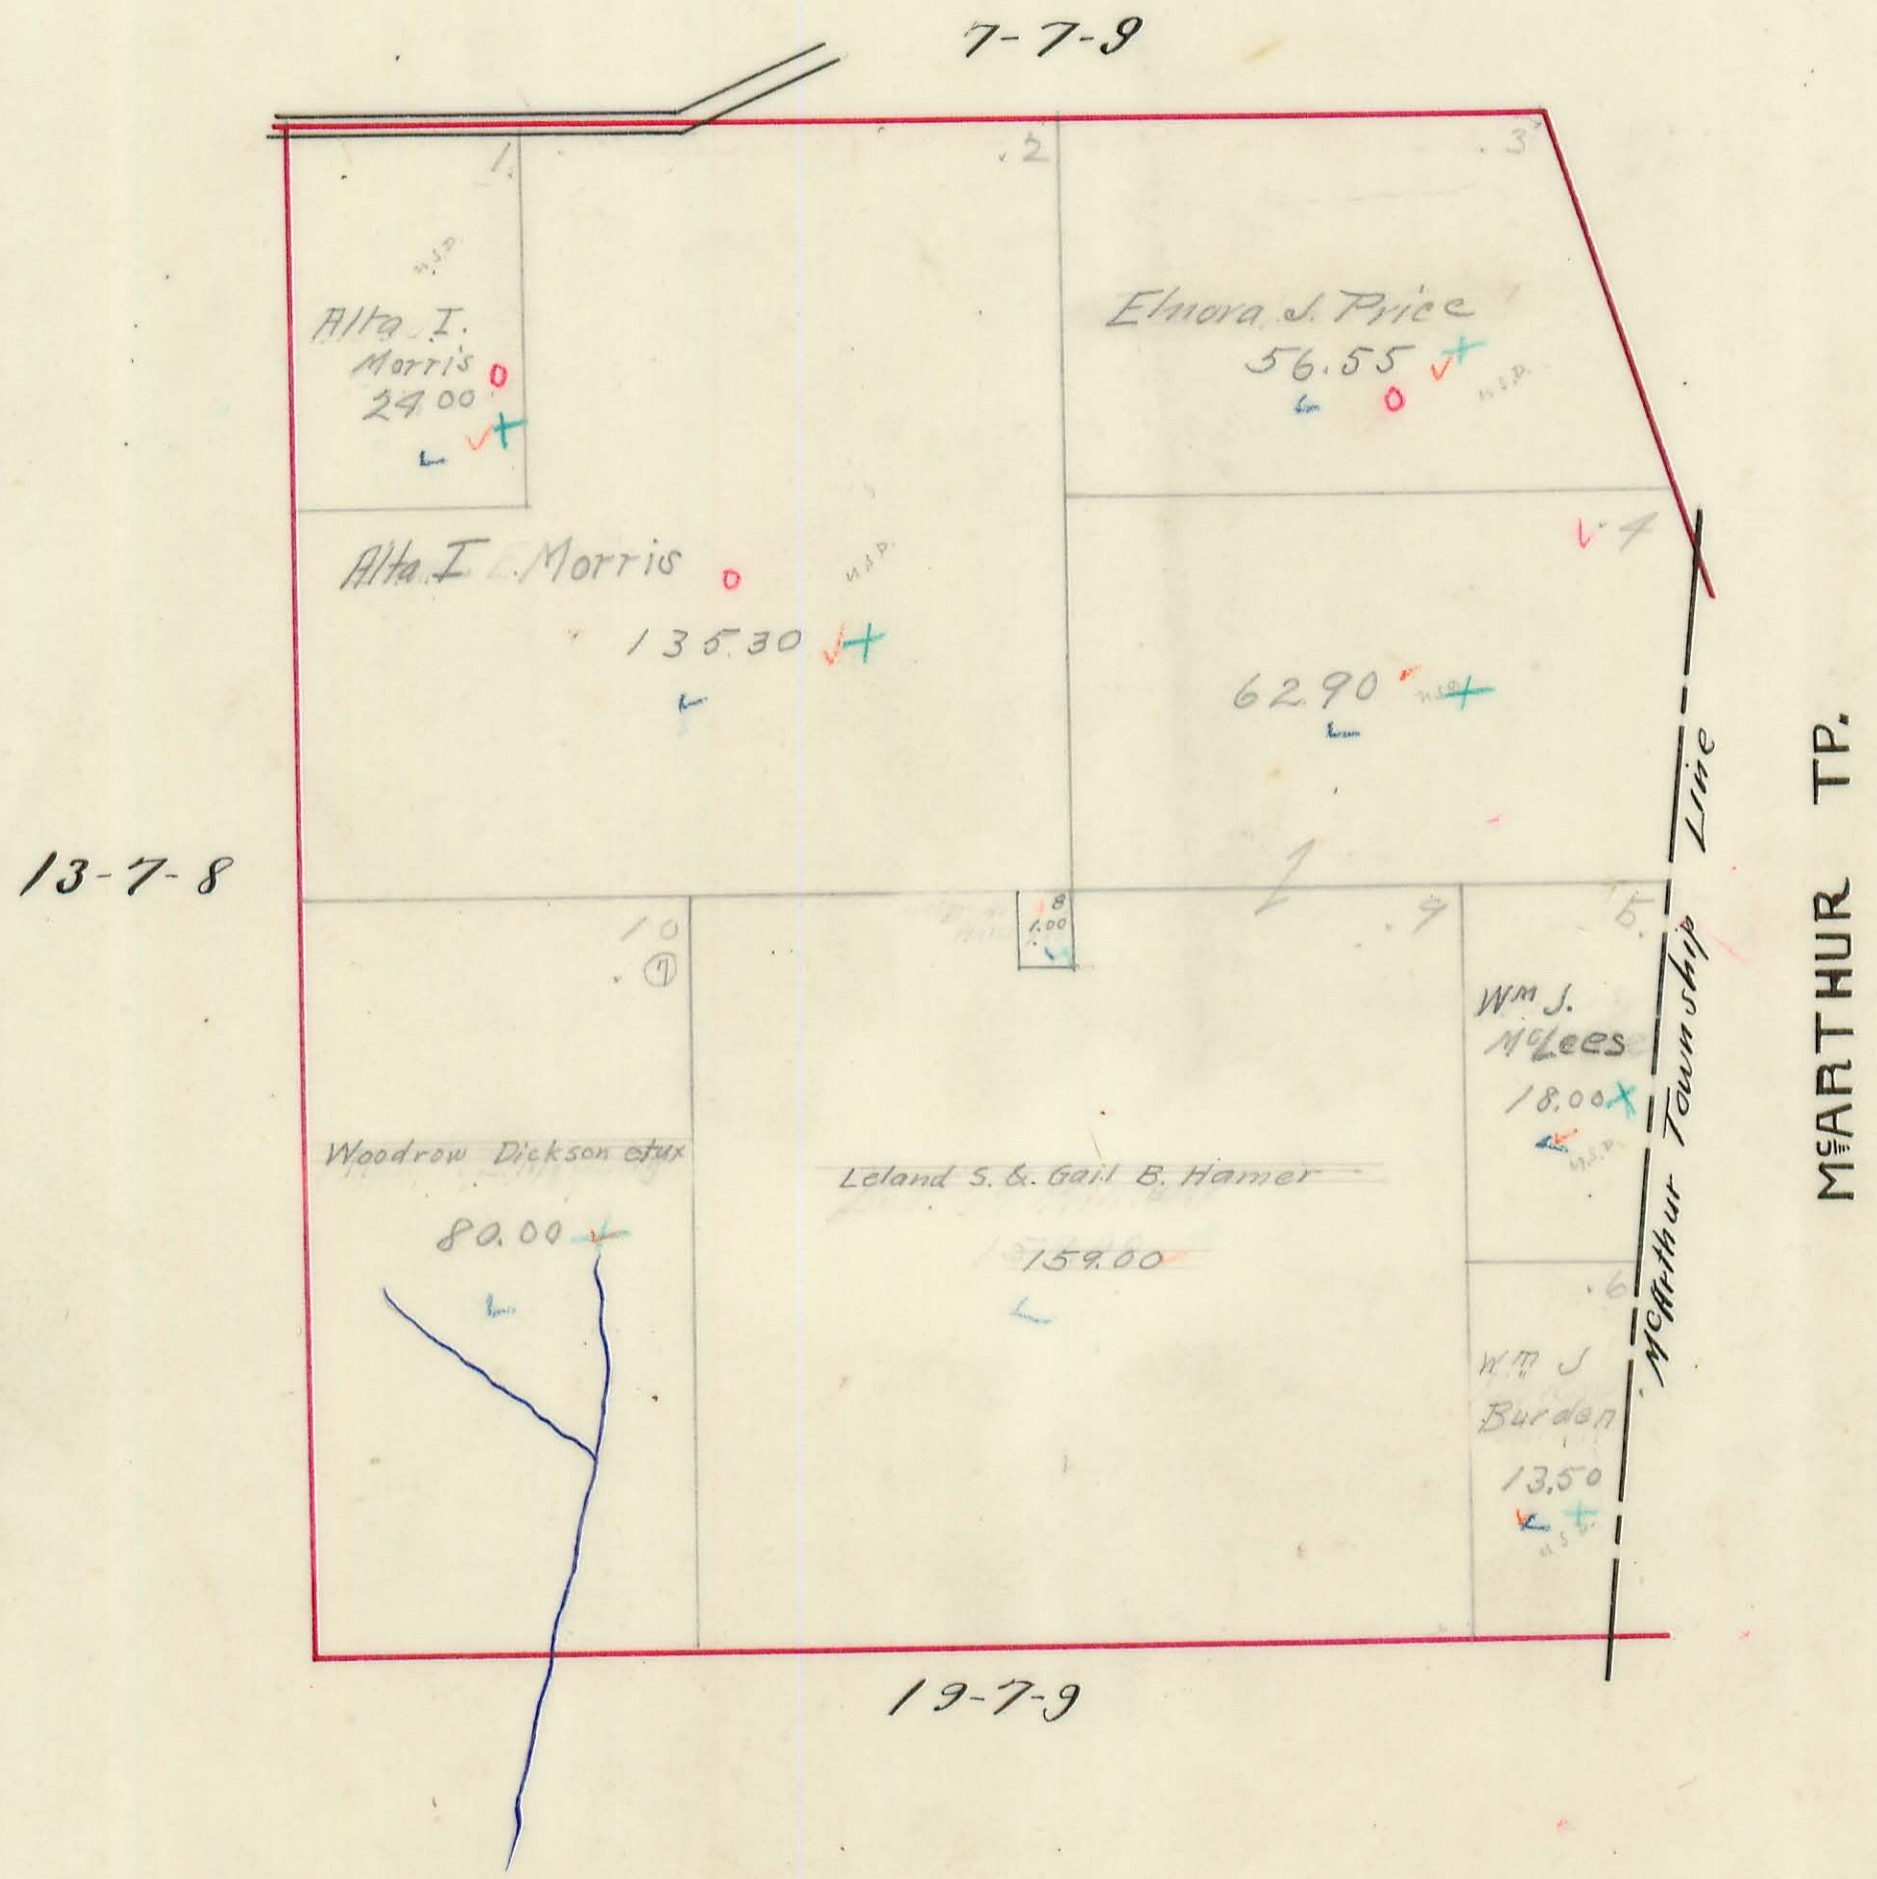 7-7-9
1.
.2
.3
U.S.P.
Alta I.
Morris
24.00
Elnora J. Price
56.55
U.S.P.
Alta I. Morris
U.S.P.
135.30
4
62.90
13-7-8
McARTHUR TP.
McArthur Township Line
10
7
8
1.00
1
.9
5.
Wm J.
McLees
18.00
U.S.P.
Woodrow Dickson etux
80.00
Leland S. & Gail B. Hamer
159.00
.6
Wm J
Burden
13.50
U.S.P.
19-7-9